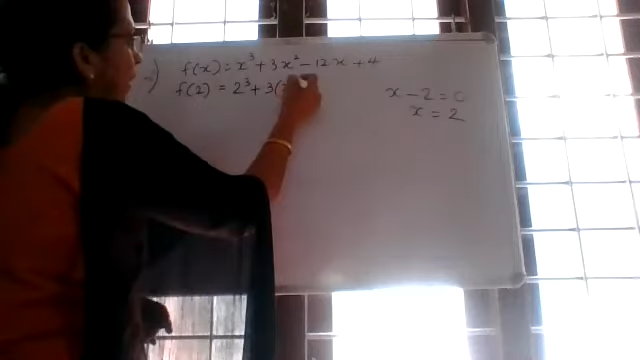 f(x) = x³ + 3x² - 12x + 4
f(2) = 2³ + 3(
x - 2 = 0
x = 2